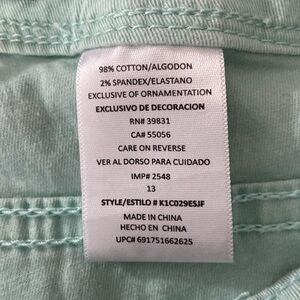 98% COTTON/ALGODON
2% SPANDEX/ELASTANO
EXCLUSIVE OF ORNAMENTATION
EXCLUSIVO DE DECORACION
RN# 39831
CA# 55056
CARE ON REVERSE
VER AL DORSO PARA CUIDADO
IMP# 2548
13
STYLE/ESTILO # K1C029ESJF
MADE IN CHINA
HECHO EN CHINA
UPC# 691751662625